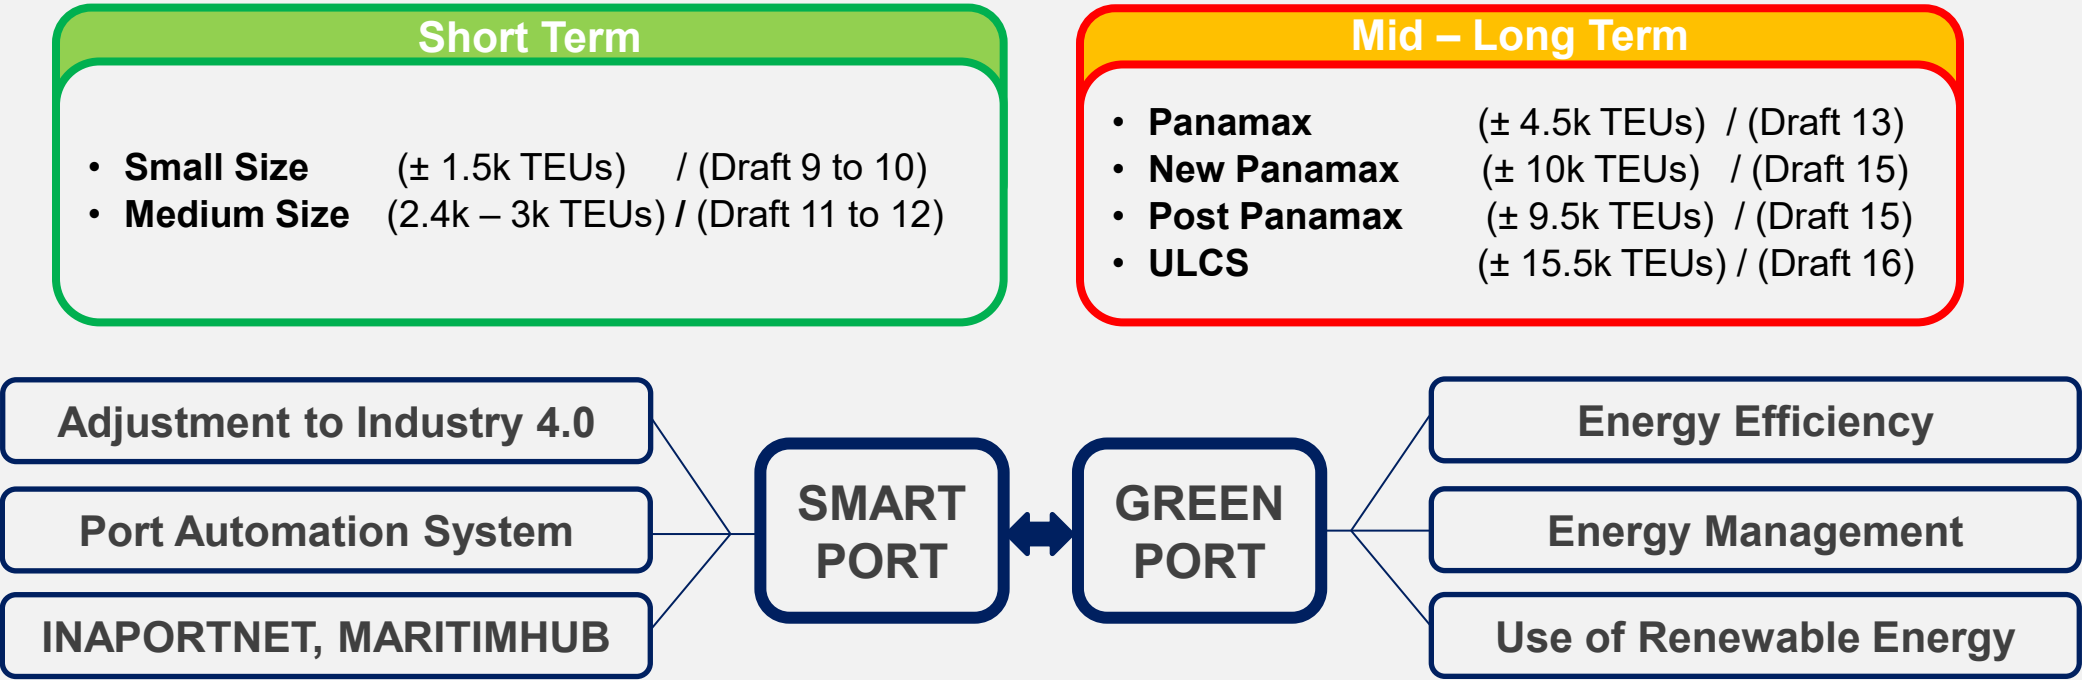 Short Term
• Small Size (± 1.5k TEUs) / (Draft 9 to 10)
• Medium Size (2.4k – 3k TEUs) / (Draft 11 to 12)
Mid – Long Term
• Panamax (± 4.5k TEUs) / (Draft 13)
• New Panamax (± 10k TEUs) / (Draft 15)
• Post Panamax (± 9.5k TEUs) / (Draft 15)
• ULCS (± 15.5k TEUs) / (Draft 16)
Adjustment to Industry 4.0
Port Automation System
INAPORTNET, MARITIMHUB
SMART
PORT
GREEN
PORT
Energy Efficiency
Energy Management
Use of Renewable Energy